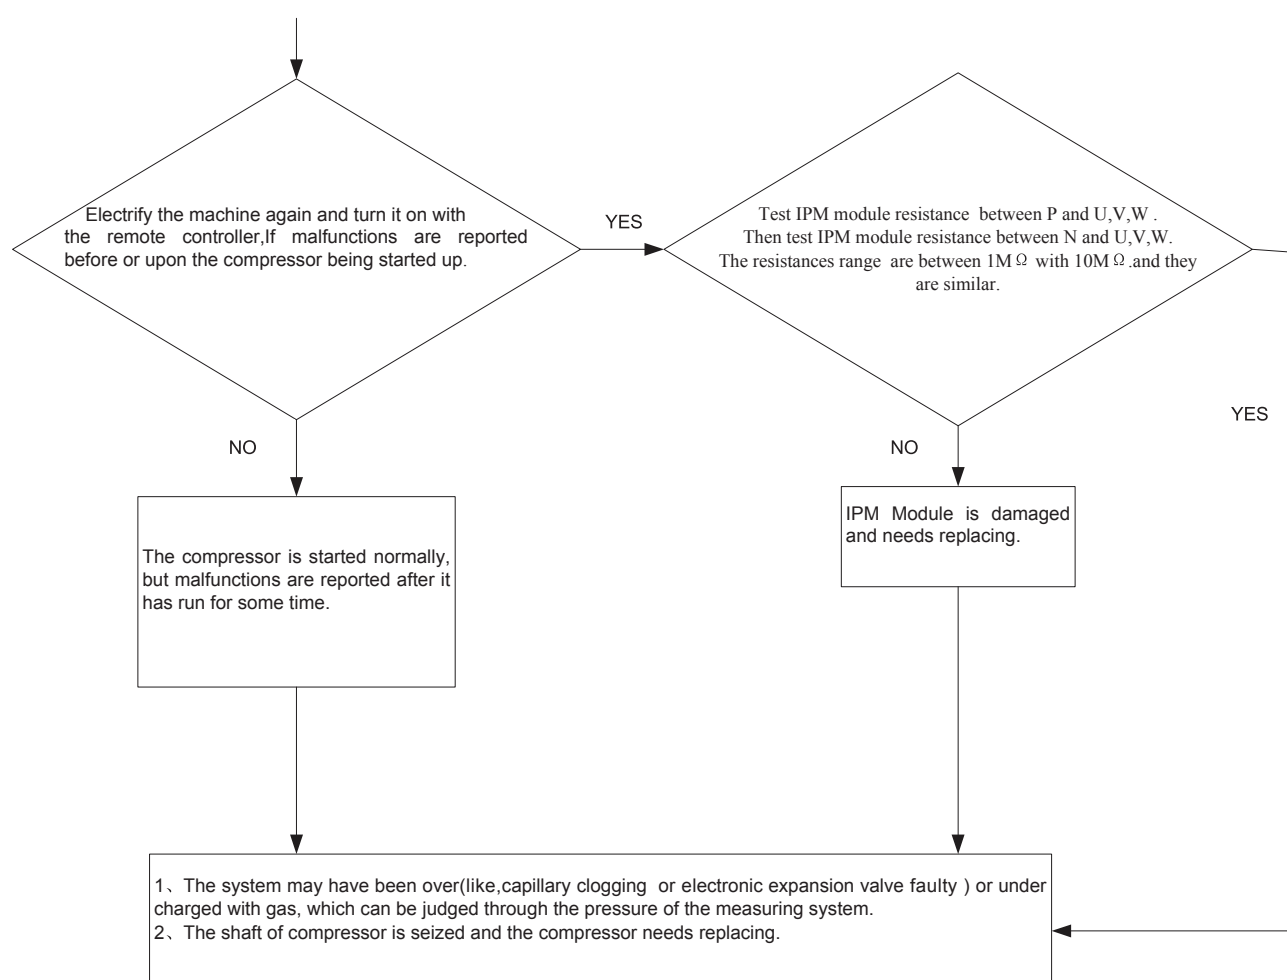 Electrify the machine again and turn it on with
the remote controller,If malfunctions are reported
before or upon the compressor being started up.
YES
Test IPM module resistance between P and U,V,W .
Then test IPM module resistance between N and U,V,W.
The resistances range are between 1MΩ with 10MΩ.and they
are similar.
YES
NO
NO
The compressor is started normally,
but malfunctions are reported after it
has run for some time.
IPM Module is damaged
and needs replacing.
1、The system may have been over(like,capillary clogging or electronic expansion valve faulty ) or under
charged with gas, which can be judged through the pressure of the measuring system.
2、The shaft of compressor is seized and the compressor needs replacing.